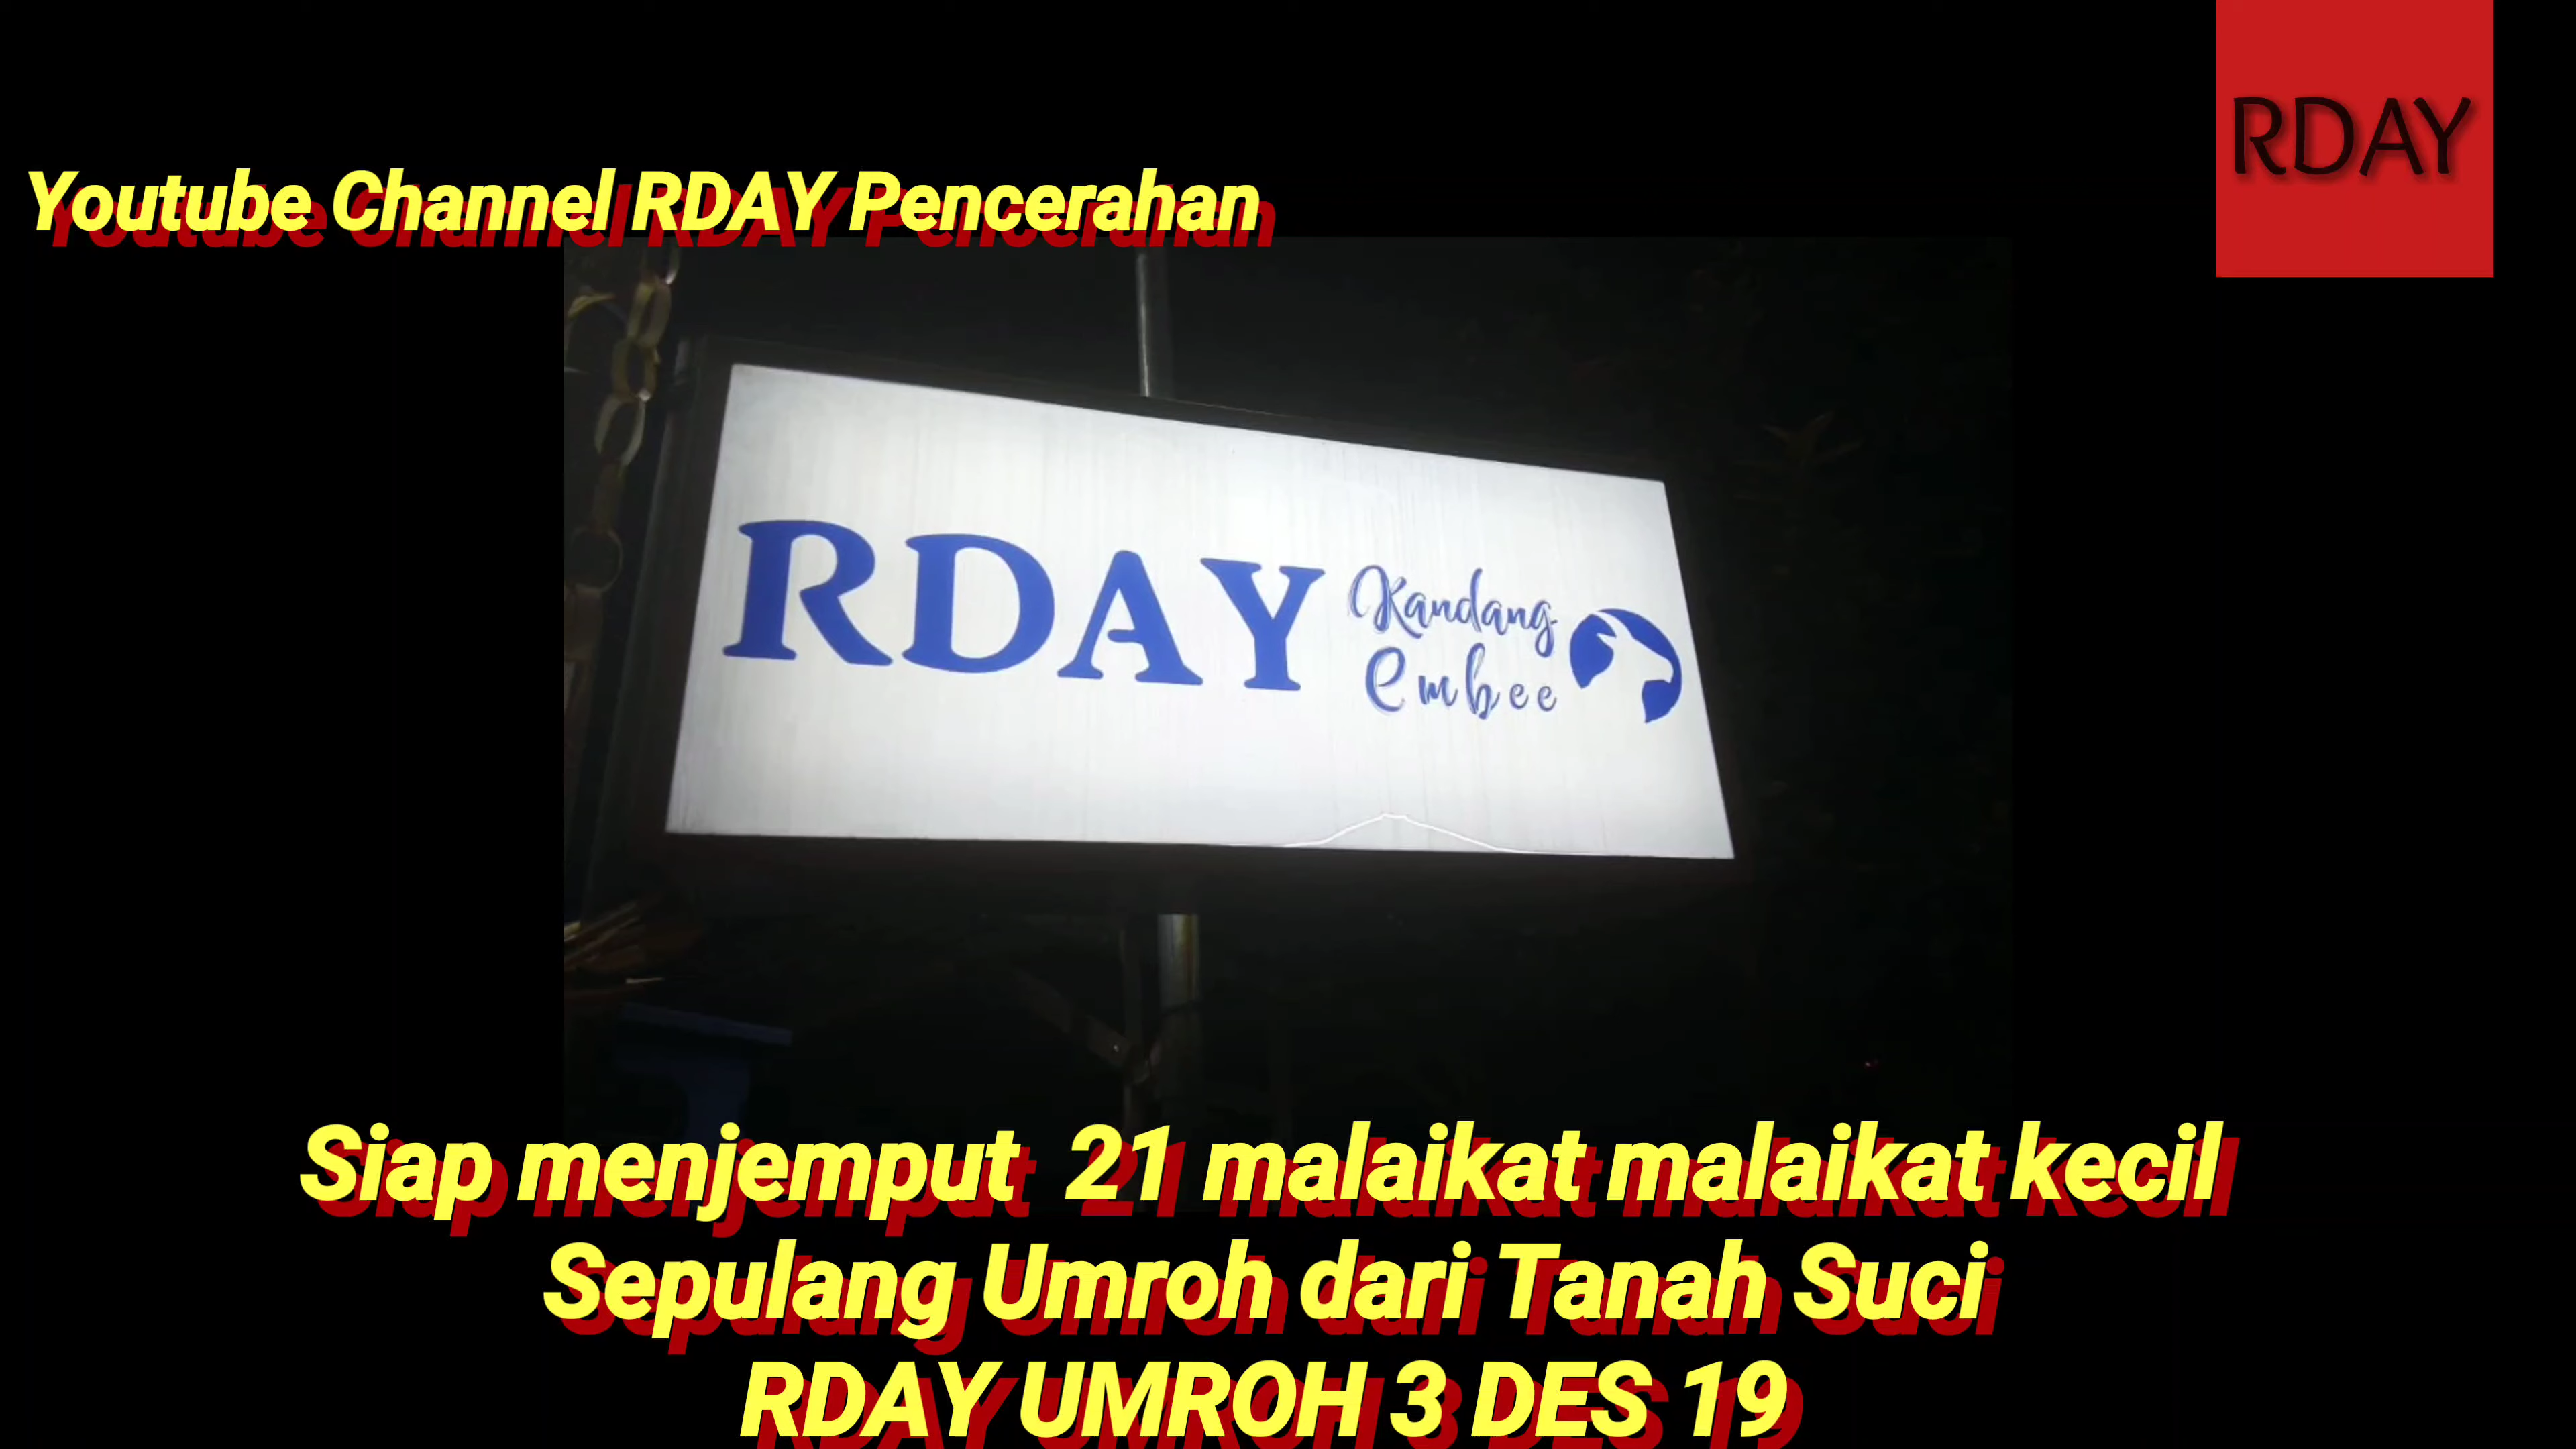 RDAY
Youtube Channel RDAY Pencerahan
RDAY Kandang
Embee
Siap menjemput 21 malaikat malaikat kecil
Sepulang Umroh dari Tanah Suci
RDAY UMROH 3 DES 19